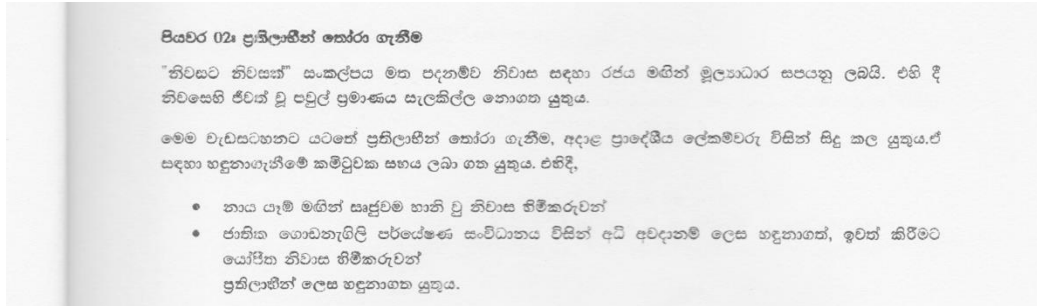 පියවර 02: ප්‍රතිලාභීන් තෝරා ගැනීම
"නිවසට නිවසක්" සංකල්පය මත පදනම්ව නිවාස සඳහා රජය මඟින් මූල්‍යාධාර සපයනු ලබයි. එහි දී
නිවසෙහි ජීවත් වූ පවුල් ප්‍රමාණය සැලකිල්ල නොගත යුතුය.
මෙම වැඩසටහනට යටතේ ප්‍රතිලාභීන් තෝරා ගැනීම, අදාළ ප්‍රාදේශීය ලේකම්වරු විසින් සිදු කල යුතුය.ඒ
සඳහා හඳුනාගැනීමේ කමිටුවක සහය ලබා ගත යුතුය. එහිදී,
• නාය යෑම් මඟින් සෘජුවම හානි වු නිවාස හිමිකරුවන්
• ජාතික ගොඩනැගිලි පර්යේෂණ සංවිධානය විසින් අධි අවදානම් ලෙස හඳුනාගත්, ඉවත් කිරීමට
යෝජිත නිවාස හිමිකරුවන්
ප්‍රතිලාභීන් ලෙස හඳුනාගත යුතුය.